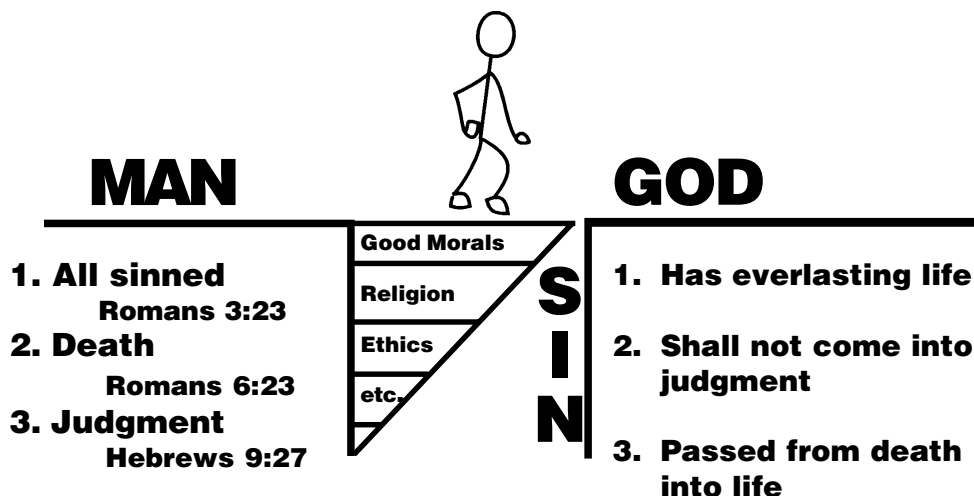 MAN
1. All sinned
Romans 3:23
2. Death
Romans 6:23
3. Judgment
Hebrews 9:27
Good Morals
Religion
Ethics
etc.
SIN
GOD
1. Has everlasting life
2. Shall not come into
judgment
3. Passed from death
into life